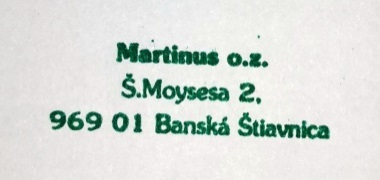 Martinus o.z.
Š.Moysesa 2.
969 01 Banská Štiavnica